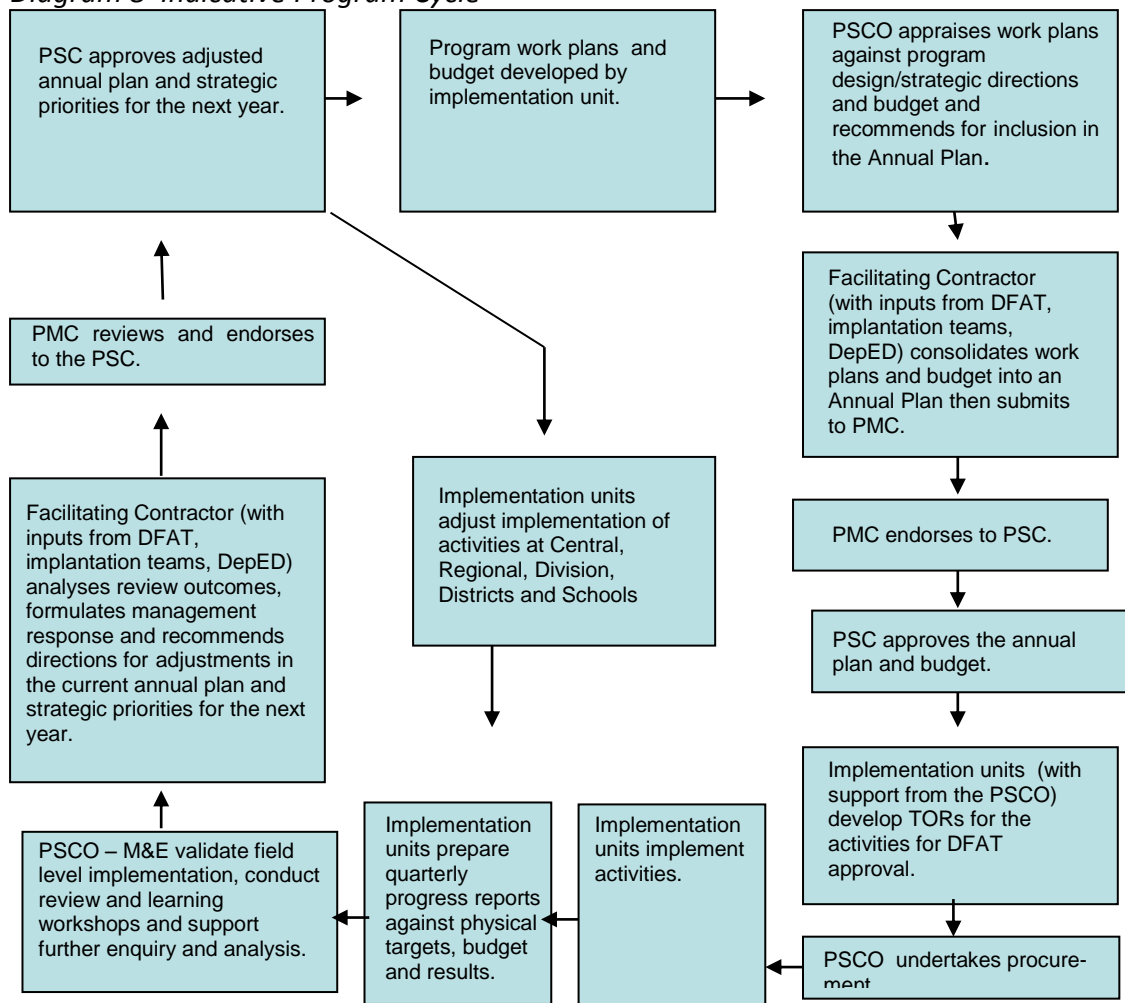 Diagram 3 Indicative Program Cycle
PSC approves adjusted
annual plan and strategic
priorities for the next year.
Program work plans and
budget developed by
implementation unit.
PSCO appraises work plans
against program
design/strategic directions
and budget and
recommends for inclusion in
the Annual Plan.
Facilitating Contractor
(with inputs from DFAT,
implantation teams,
DepED) consolidates work
plans and budget into an
Annual Plan then submits
to PMC.
PMC endorses to PSC.
PSC approves the annual
plan and budget.
Implementation units (with
support from the PSCO)
develop TORs for the
activities for DFAT
approval.
PSCO undertakes procure-
ment
Implementation
units implement
activities.
Implementation
units prepare
quarterly
progress reports
against physical
targets, budget
and results.
PSCO – M&E validate field
level implementation, conduct
review and learning
workshops and support
further enquiry and analysis.
Facilitating Contractor (with
inputs from DFAT,
implantation teams, DepED)
analyses review outcomes,
formulates management
response and recommends
directions for adjustments in
the current annual plan and
strategic priorities for the next
year.
PMC reviews and endorses
to the PSC.
Implementation units
adjust implementation of
activities at Central,
Regional, Division,
Districts and Schools